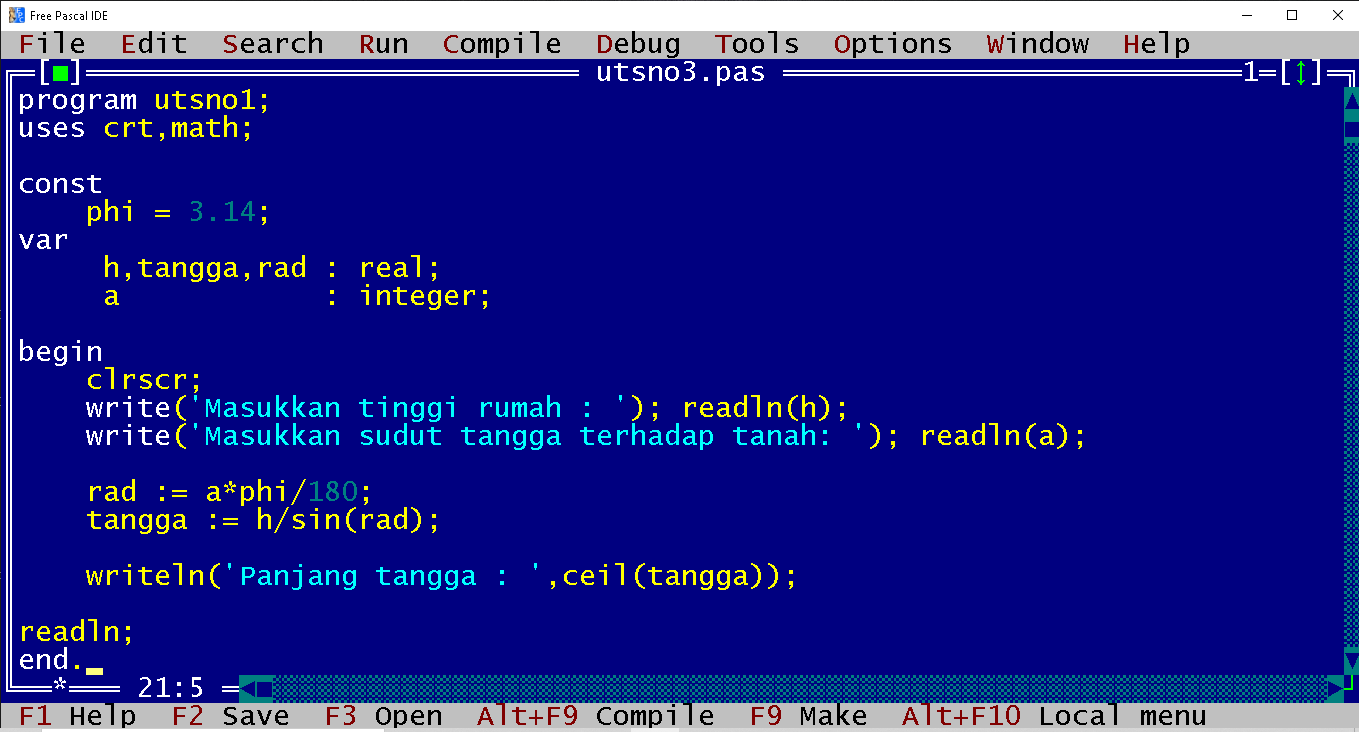 Free Pascal IDE
File Edit Search Run Compile Debug Tools Options Window Help
[■] utsno3.pas 1=[↕]
program utsno1;
uses crt,math;
const
phi = 3.14;
var
h,tangga,rad : real;
a : integer;
begin
clrscr;
write('Masukkan tinggi rumah : '); readln(h);
write('Masukkan sudut tangga terhadap tanah: '); readln(a);
rad := a*phi/180;
tangga := h/sin(rad);
writeln('Panjang tangga : ',ceil(tangga));
readln;
end.
* 21:5
F1 Help F2 Save F3 Open Alt+F9 Compile F9 Make Alt+F10 Local menu